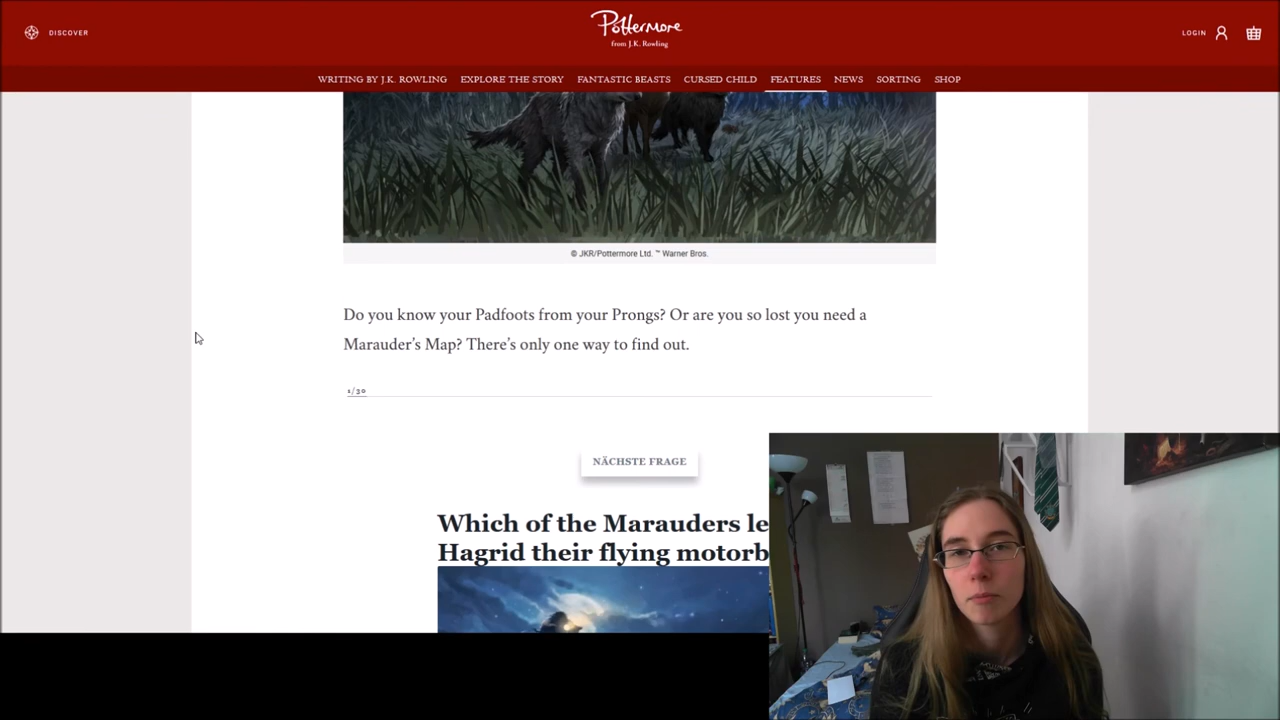 DISCOVER
Pottermore
from J.K. Rowling
LOGIN
WRITING BY J.K. ROWLING EXPLORE THE STORY FANTASTIC BEASTS CURSED CHILD FEATURES NEWS SORTING SHOP
© JKR/Pottermore Ltd. ™ Warner Bros.
Do you know your Padfoots from your Prongs? Or are you so lost you need a
Marauder's Map? There's only one way to find out.
1/30
NÄCHSTE FRAGE
Which of the Marauders le
Hagrid their flying motorb